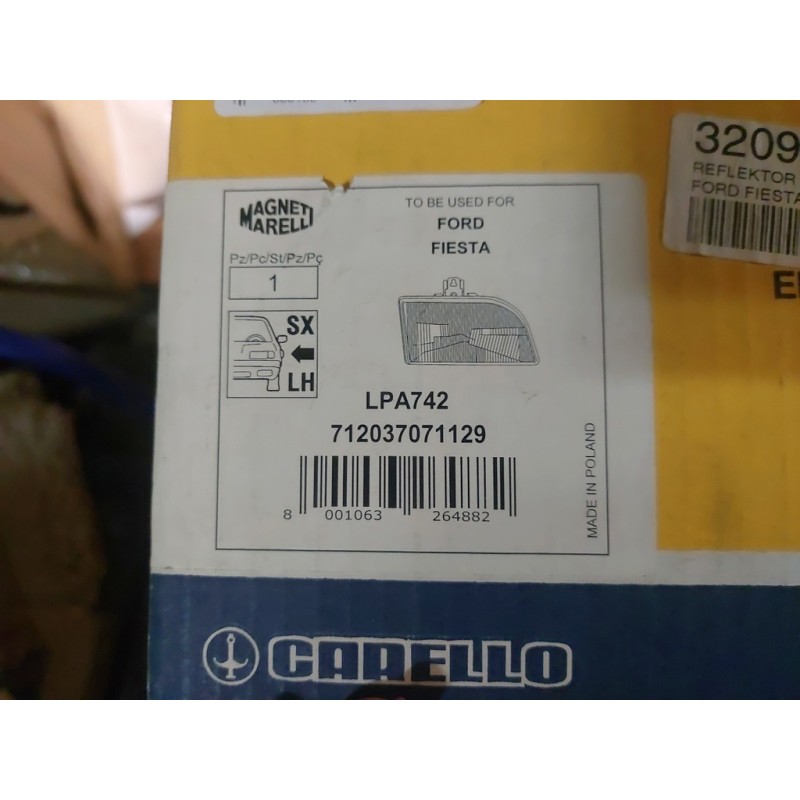 3209
REFLEKTOR
FORD FIESTA
MAGNETI
MARELLI
TO BE USED FOR
FORD
FIESTA
Pz/Pc/St/Pz/Pç
1
SX
LH
LPA742
712037071129
8 001063 264882
MADE IN POLAND
CARELLO